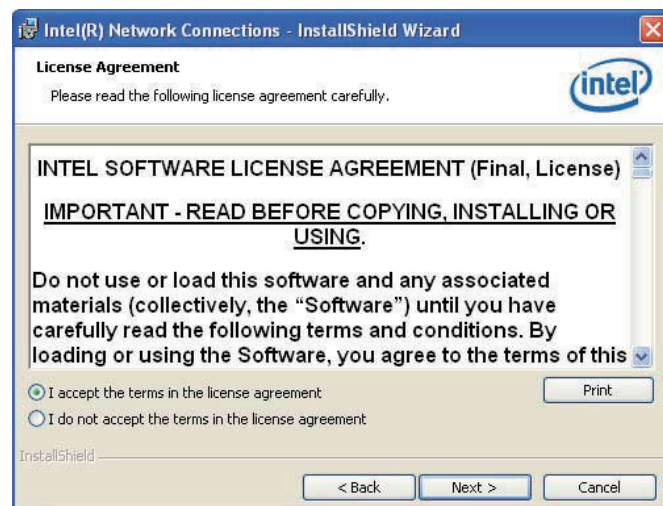 Intel(R) Network Connections - InstallShield Wizard
License Agreement
Please read the following license agreement carefully.
intel
INTEL SOFTWARE LICENSE AGREEMENT (Final, License)
IMPORTANT - READ BEFORE COPYING, INSTALLING OR
USING.
Do not use or load this software and any associated
materials (collectively, the “Software”) until you have
carefully read the following terms and conditions. By
loading or using the Software, you agree to the terms of this
I accept the terms in the license agreement
Print
I do not accept the terms in the license agreement
InstallShield
< Back
Next >
Cancel